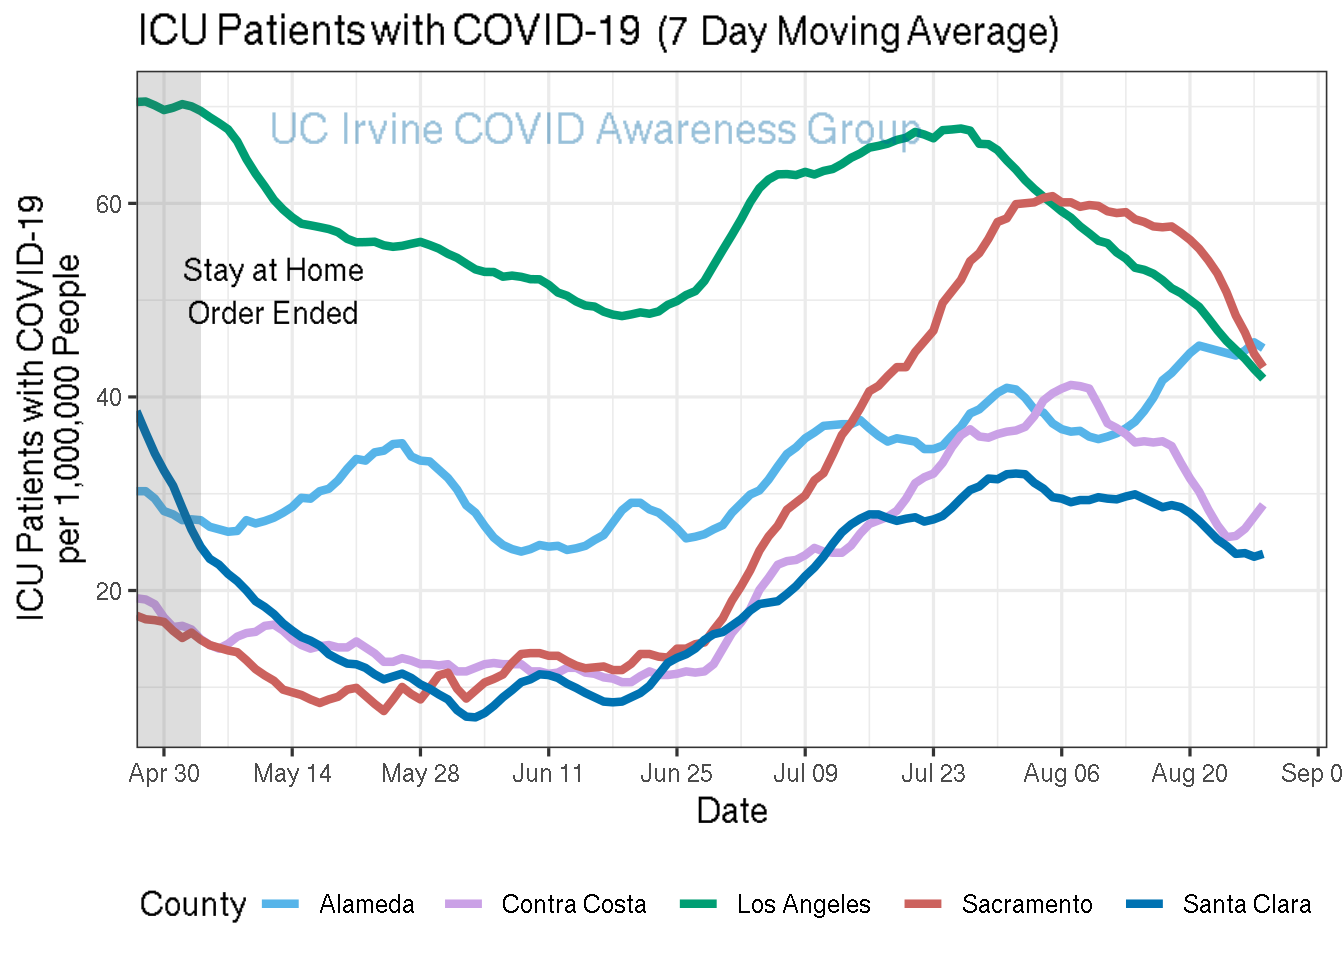 ICU Patients with COVID-19 (7 Day Moving Average)
UC Irvine COVID Awareness Group
Stay at Home
Order Ended
ICU Patients with COVID-19
per 1,000,000 People
60
40
20
Apr 30 May 14 May 28 Jun 11 Jun 25 Jul 09 Jul 23 Aug 06 Aug 20 Sep 0
Date
County Alameda Contra Costa Los Angeles Sacramento Santa Clara